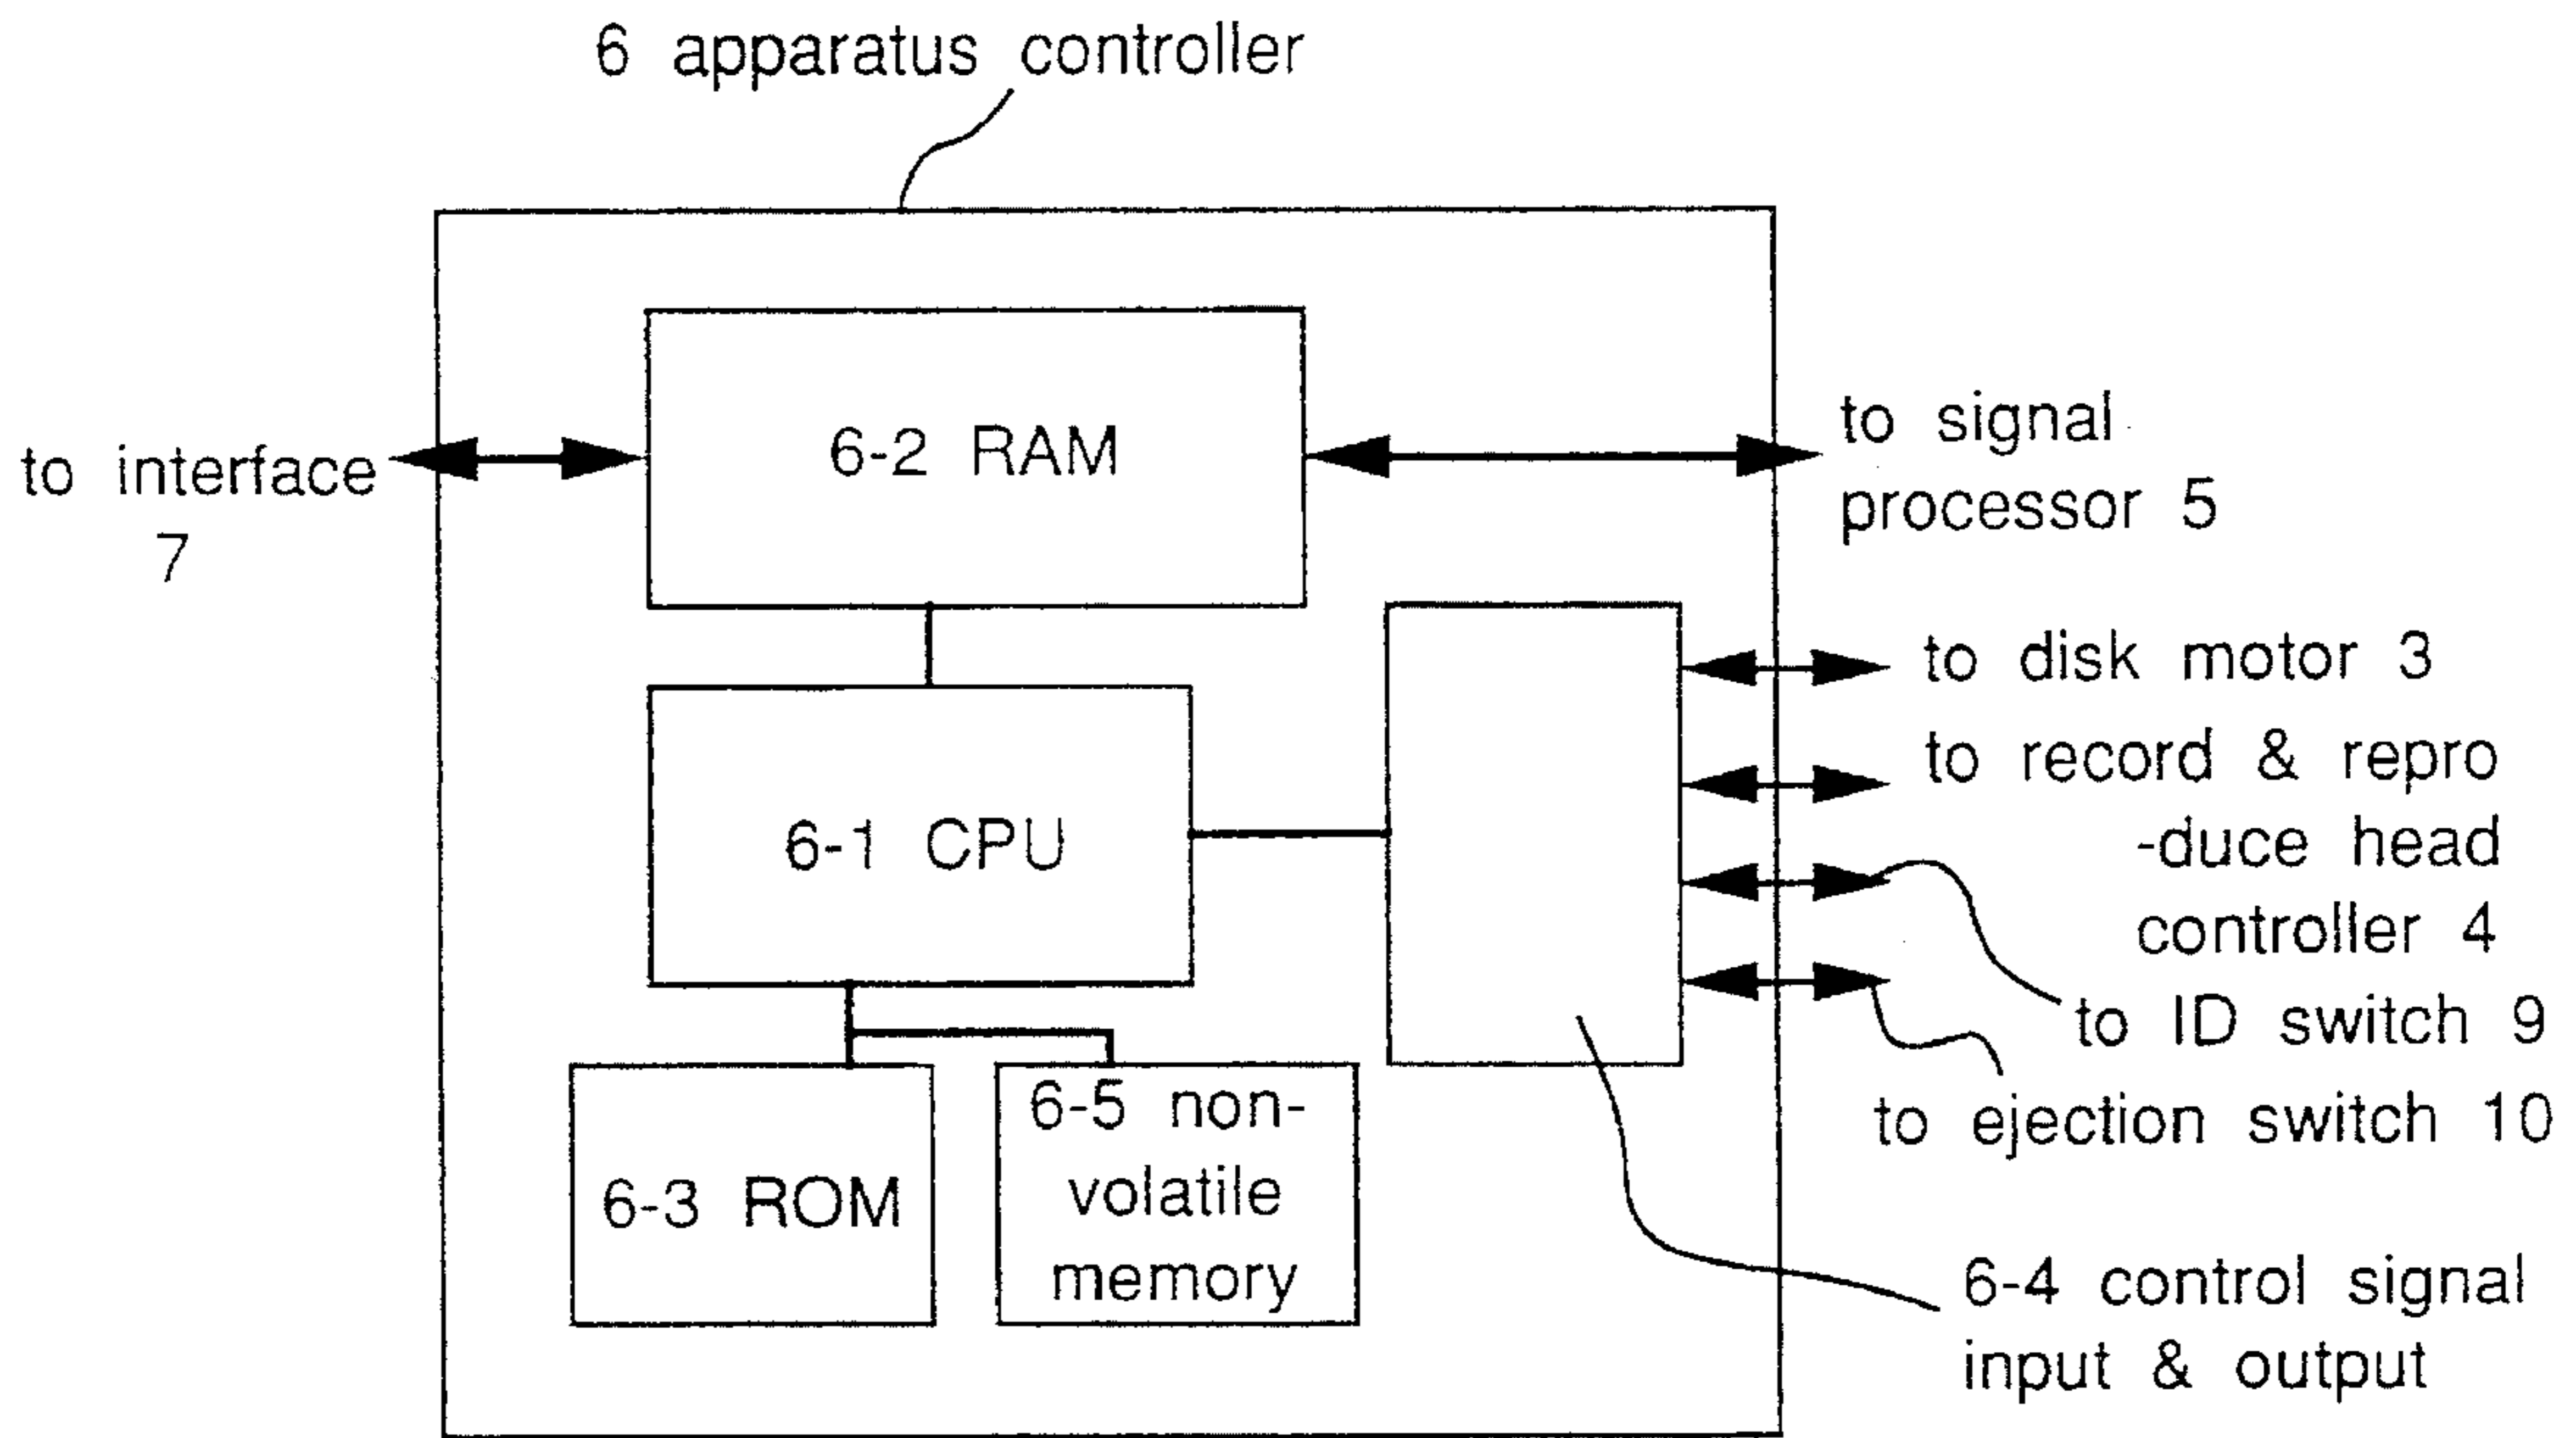 6 apparatus controller
6-2 RAM
to interface
7
to signal
processor 5
to disk motor 3
to record & repro
-duce head
controller 4
6-1 CPU
to ID switch 9
to ejection switch 10
6-3 ROM
6-5 non-
volatile
memory
6-4 control signal
input & output